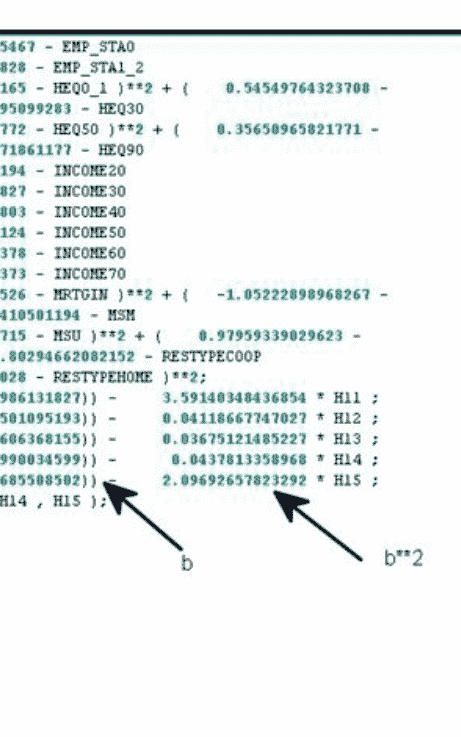 5467 - EMP_STA0
828 - EMP_STA1_2
165 - HEQ0_1 )**2 + ( 0.54549764323708 -
95099283 - HEQ30
772 - HEQ50 )**2 + ( 0.35650965821771 -
71861177 - HEQ90
194 - INCOME20
827 - INCOME30
803 - INCOME40
124 - INCOME50
378 - INCOME60
373 - INCOME70
526 - MRTGIN )**2 + ( -1.05222898968267 -
410501194 - MSM
715 - MSU )**2 + ( 0.97959339029623 -
.80294662082152 - RESTYPECOOP
028 - RESTYPEHOME )**2;
986131827)) - 3.59140348436854 * H11 ;
501095193)) - 0.04118667747027 * H12 ;
606368155)) - 0.03675121485227 * H13 ;
998034599)) - 0.0437813358968 * H14 ;
685508502)) - 2.09692657823292 * H15 ;
H14 , H15 );
b
b**2